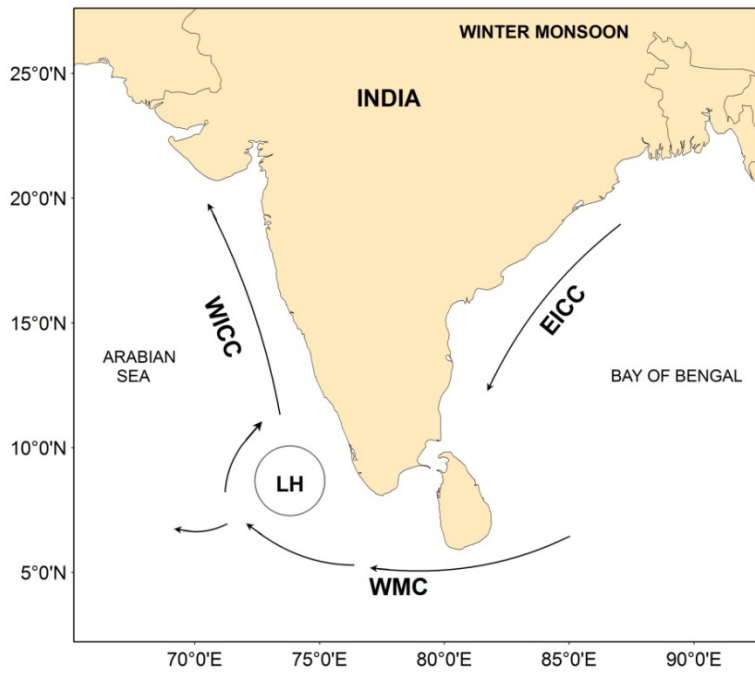 WINTER MONSOON
INDIA
25°0'N
20°0'N
15°0'N
10°0'N
5°0'N
WICC
EICC
ARABIAN
SEA
BAY OF BENGAL
LH
WMC
70°0'E
75°0'E
80°0'E
85°0'E
90°0'E